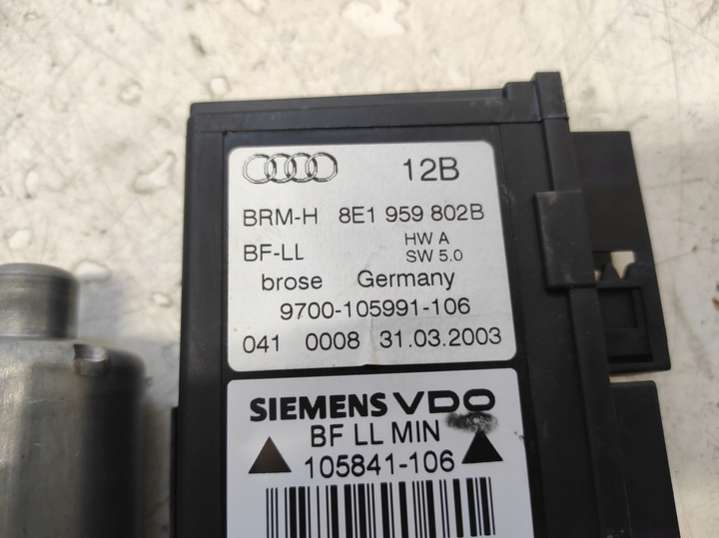 12B
BRM-H 8E1 959 802B
BF-LL HW A
SW 5.0
brose Germany
9700-105991-106
041 0008 31.03.2003
SIEMENS VDO
BF LL MIN
105841-106